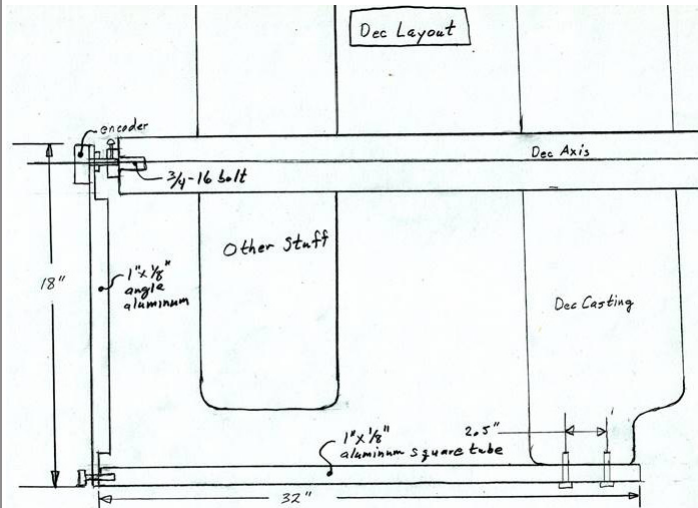 Dec Layout
encoder
Dec Axis
3/4-16 bolt
Other Stuff
18"
1"x1/8"
angle
aluminum
Dec Casting
2.5"
1"x1/8"
aluminum square tube
32"